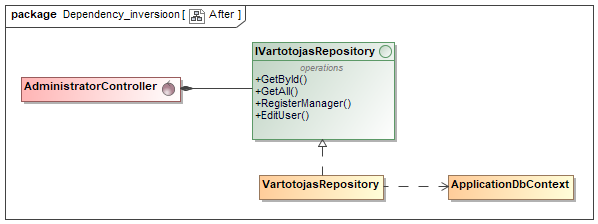 package Dependency_inversioon [ After ]
IVartotojasRepository
operations
+GetById()
+GetAll()
+RegisterManager()
+EditUser()
AdministratorController
VartotojasRepository
ApplicationDbContext